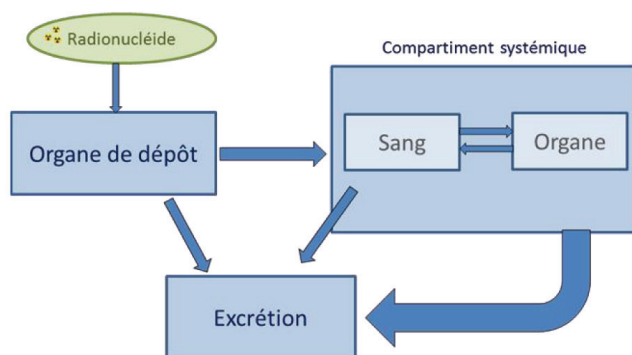 Radionucléide
Compartiment systémique
Organe de dépôt
Sang
Organe
Excrétion